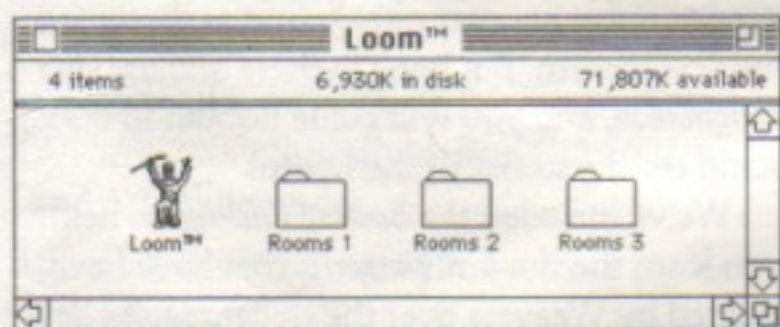 Loom™
4 items 6,930K in disk 71,807K available
Loom™ Rooms 1 Rooms 2 Rooms 3